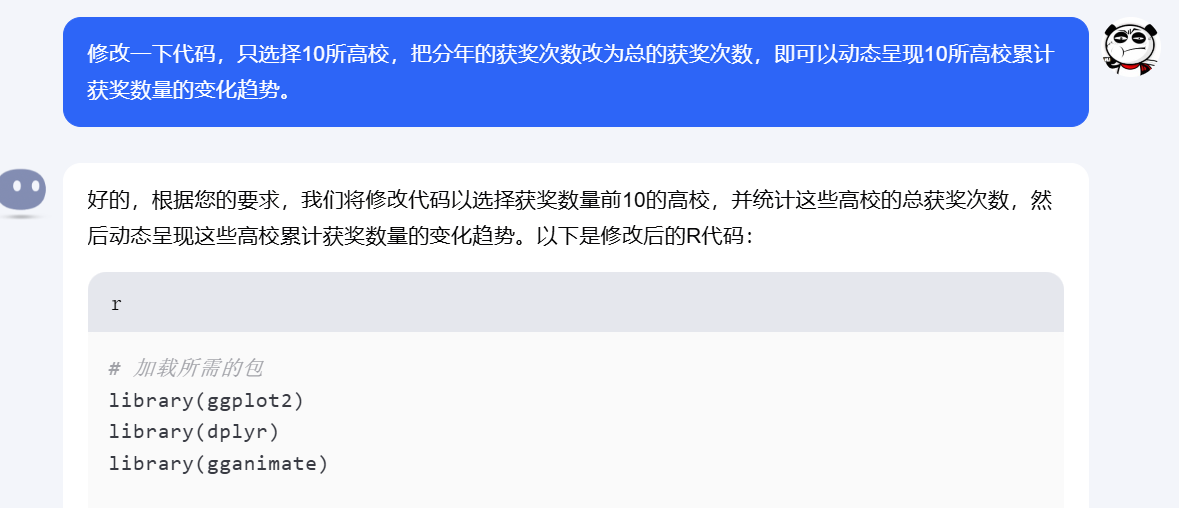 修改一下代码，只选择10所高校，把分年的获奖次数改为总的获奖次数，即可以动态呈现10所高校累计
获奖数量的变化趋势。
好的，根据您的要求，我们将修改代码以选择获奖数量前10的高校，并统计这些高校的总获奖次数，然
后动态呈现这些高校累计获奖数量的变化趋势。以下是修改后的R代码：
r
# 加载所需的包
library(ggplot2)
library(dplyr)
library(gganimate)